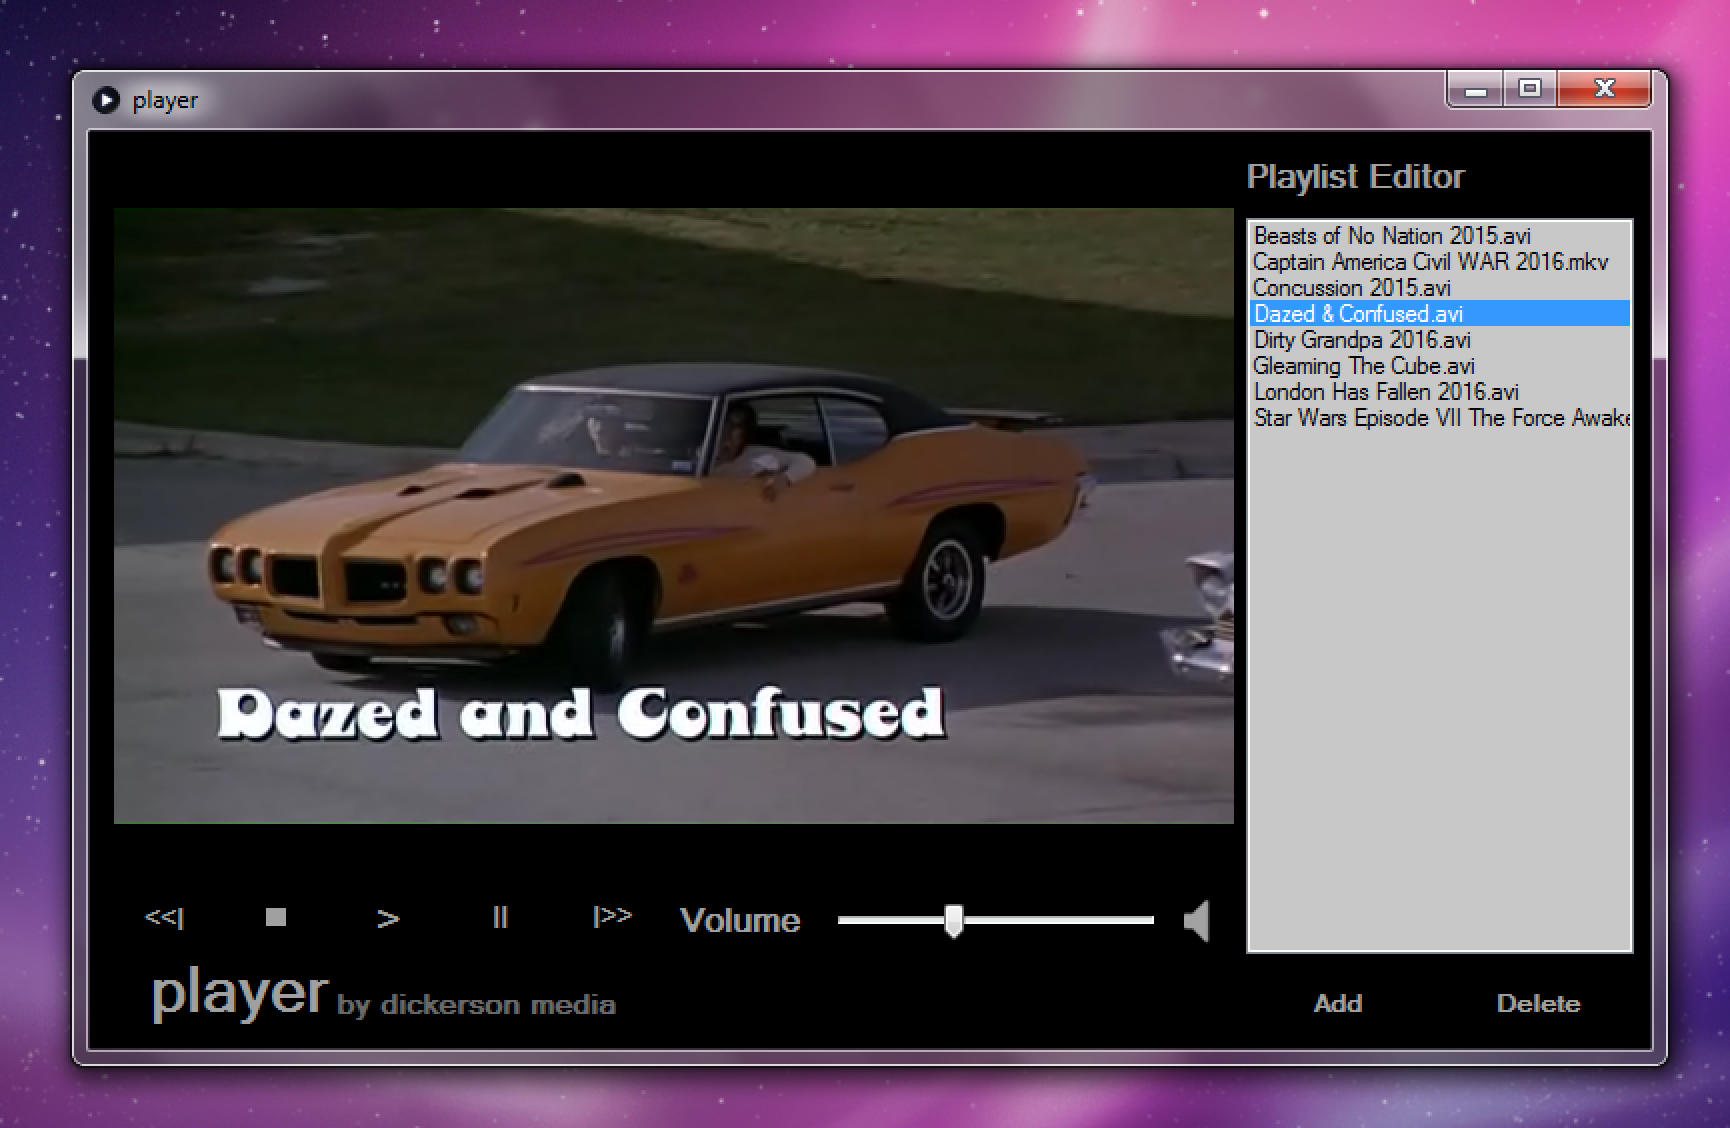 player
Playlist Editor
Beasts of No Nation 2015.avi
Captain America Civil WAR 2016.mkv
Concussion 2015.avi
Dazed & Confused.avi
Dirty Grandpa 2016.avi
Gleaming The Cube.avi
London Has Fallen 2016.avi
Star Wars Episode VII The Force Awake
Dazed and Confused
<<| > || |>> Volume
player by dickerson media
Add Delete